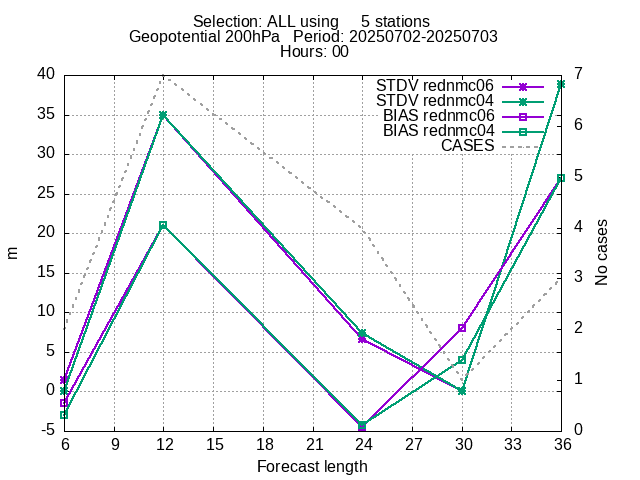 Selection: ALL using     5 stations
Geopotential 200hPa   Period: 20250702-20250703
Hours: 00
STDV rednmc06
STDV rednmc04
BIAS rednmc06
BIAS rednmc04
CASES
40
35
30
25
20
15
10
5
0
-5
m
7
6
5
4
3
2
1
0
No cases
6 9 12 15 18 21 24 27 30 33 36
Forecast length